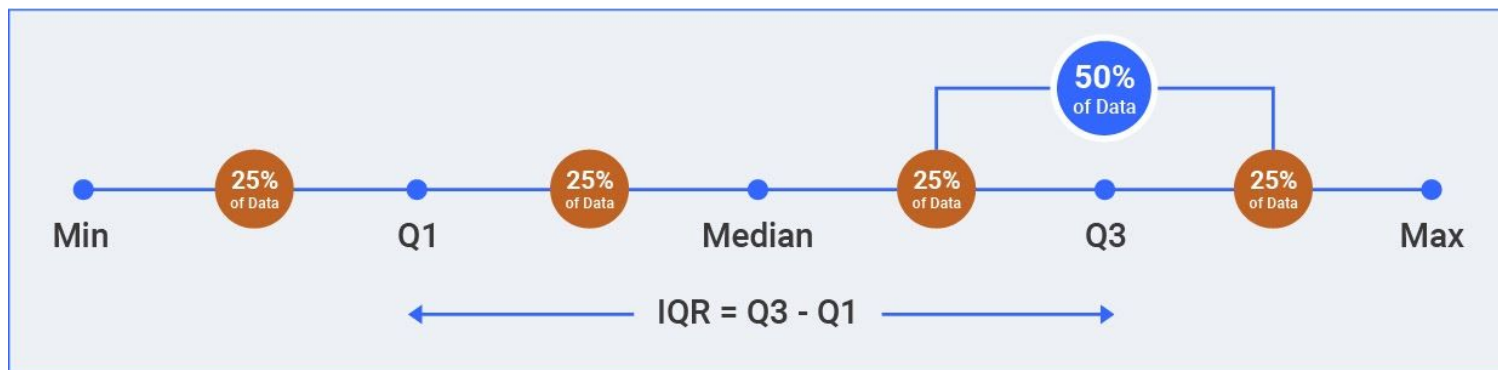 50%
of Data
25%
of Data
25%
of Data
25%
of Data
25%
of Data
Min
Q1
Median
Q3
Max
IQR = Q3 - Q1